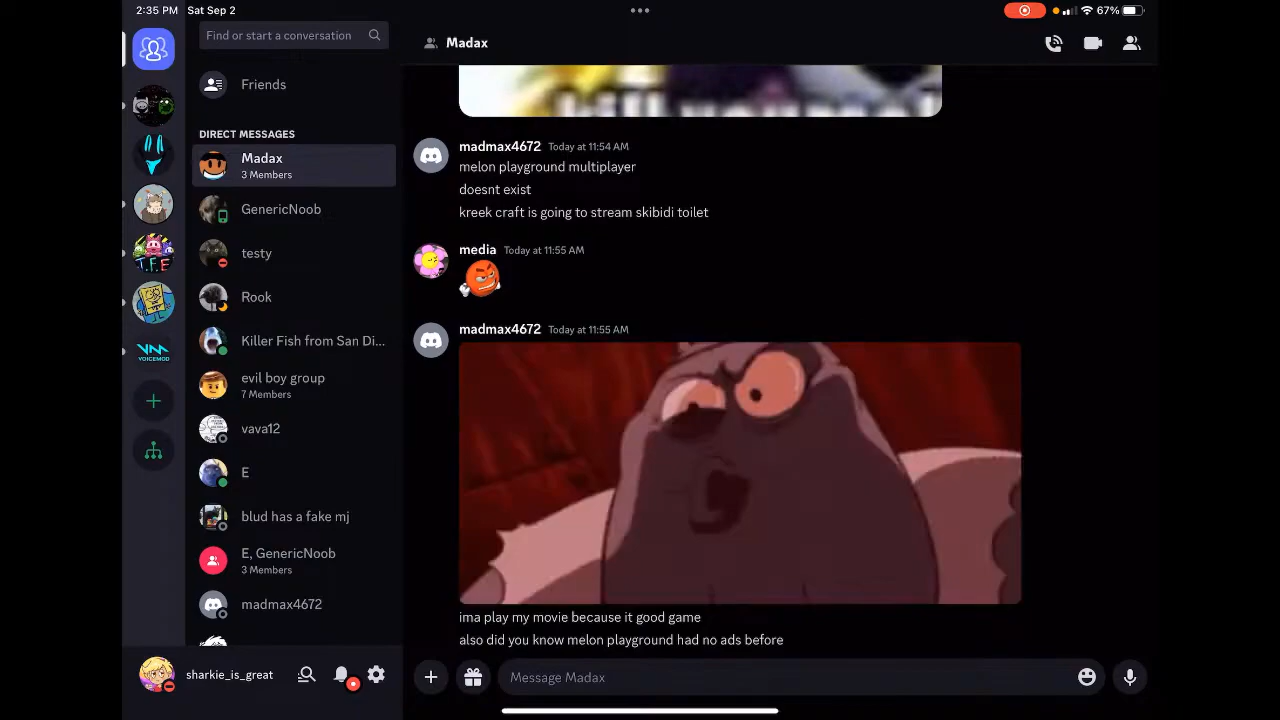 2:35 PM Sat Sep 2
67%
Find or start a conversation
Madax
Friends
DIRECT MESSAGES
Madax
3 Members
GenericNoob
testy
Rook
Killer Fish from San Di...
evil boy group
7 Members
vava12
E
blud has a fake mj
E, GenericNoob
3 Members
madmax4672
sharkie_is_great
T.F.E
VOICEMOD
madmax4672 Today at 11:54 AM
melon playground multiplayer
doesnt exist
kreek craft is going to stream skibidi toilet
media Today at 11:55 AM
madmax4672 Today at 11:55 AM
ima play my movie because it good game
also did you know melon playground had no ads before
Message Madax